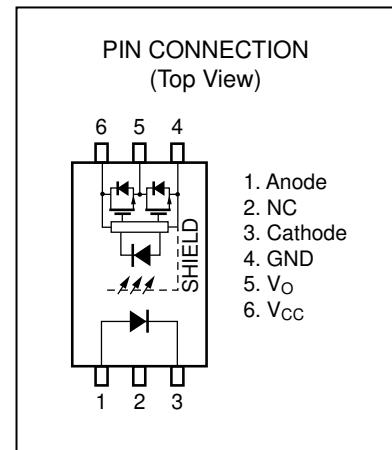 PIN CONNECTION
(Top View)
6 5 4
SHIELD
1 2 3
1. Anode
2. NC
3. Cathode
4. GND
5. VO
6. VCC